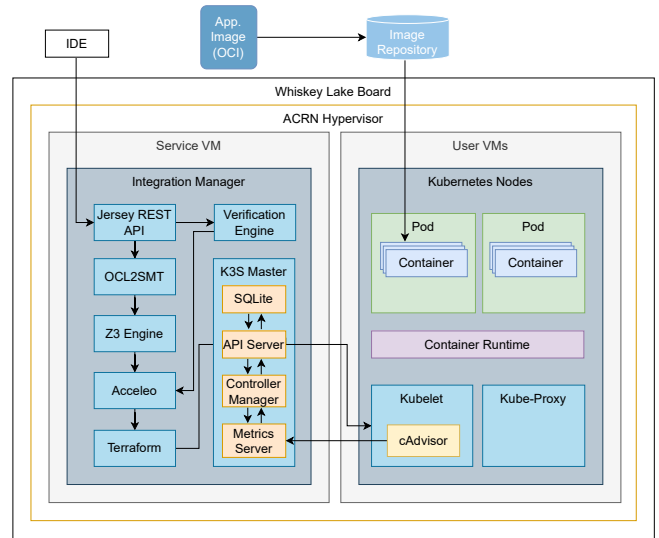 App.
Image
(OCI)
Image
Repository
IDE
Whiskey Lake Board
ACRN Hypervisor
Service VM
User VMs
Integration Manager
Kubernetes Nodes
Jersey REST
API
Verification
Engine
Pod
Pod
Container
Container
OCL2SMT
K3S Master
SQLite
Z3 Engine
API Server
Container Runtime
Acceleo
Controller
Manager
Kubelet
Kube-Proxy
Terraform
Metrics
Server
cAdvisor